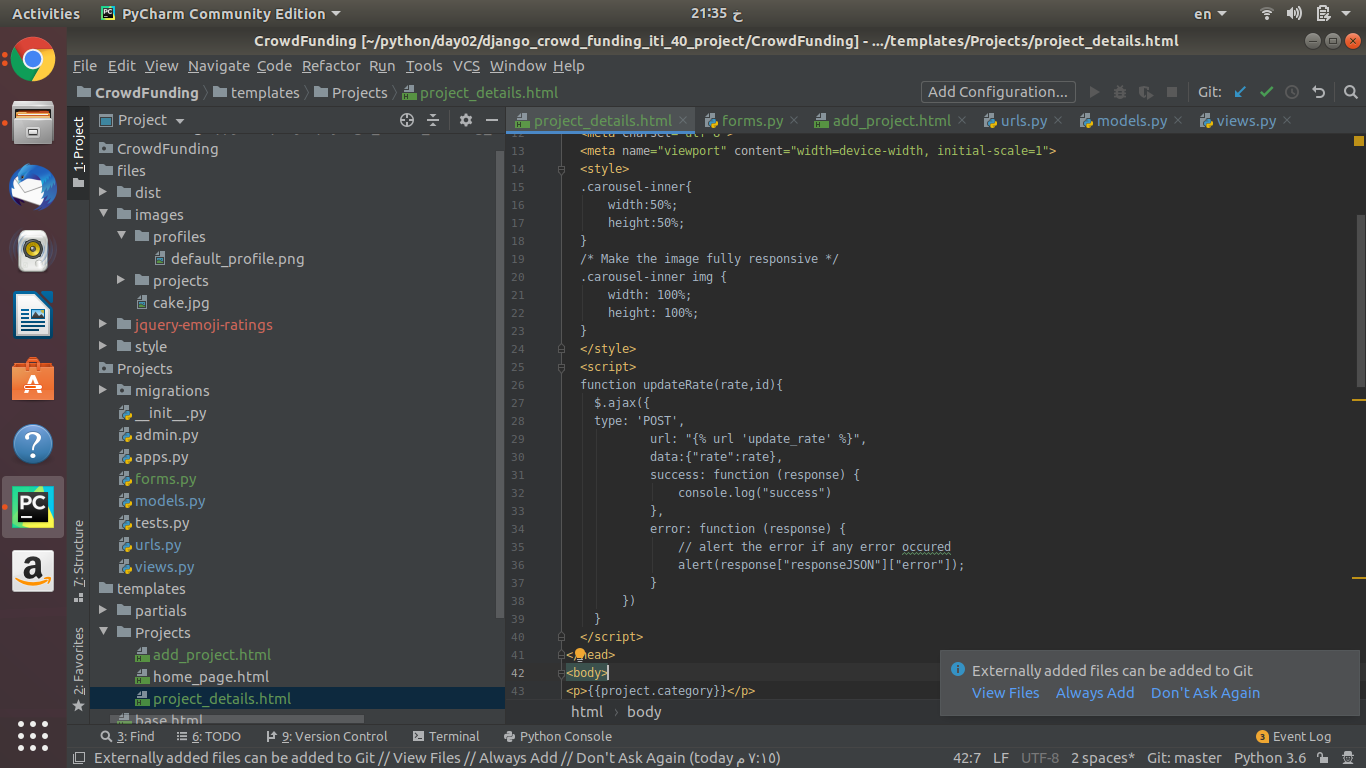 Activities PyCharm Community Edition 21:35 خ en
CrowdFunding [~/python/day02/django_crowd_funding_iti_40_project/CrowdFunding] - .../templates/Projects/project_details.html
File Edit View Navigate Code Refactor Run Tools VCS Window Help
CrowdFunding templates Projects project_details.html Add Configuration... Git:
1: Project
7: Structure
2: Favorites
Project
CrowdFunding
files
dist
images
profiles
default_profile.png
projects
cake.jpg
jquery-emoji-ratings
style
Projects
migrations
__init__.py
admin.py
apps.py
forms.py
models.py
tests.py
urls.py
views.py
templates
partials
Projects
add_project.html
home_page.html
project_details.html
base.html
project_details.html forms.py add_project.html urls.py models.py views.py
13 <meta name="viewport" content="width=device-width, initial-scale=1">
14 <style>
15 .carousel-inner{
16 width:50%;
17 height:50%;
18 }
19 /* Make the image fully responsive */
20 .carousel-inner img {
21 width: 100%;
22 height: 100%;
23 }
24 </style>
25 <script>
26 function updateRate(rate,id){
27 $.ajax({
28 type: 'POST',
29 url: "{% url 'update_rate' %}",
30 data:{"rate":rate},
31 success: function (response) {
32 console.log("success")
33 },
34 error: function (response) {
35 // alert the error if any error occured
36 alert(response["responseJSON"]["error"]);
37 }
38 })
39 }
40 </script>
41 </head>
42 <body>
43 <p>{{project.category}}</p>
html body
Externally added files can be added to Git
View Files Always Add Don't Ask Again
3: Find 6: TODO 9: Version Control Terminal Python Console 3 Event Log
Externally added files can be added to Git // View Files // Always Add // Don't Ask Again (today ٧:١٥ م) 42:7 LF UTF-8 2 spaces* Git: master Python 3.6